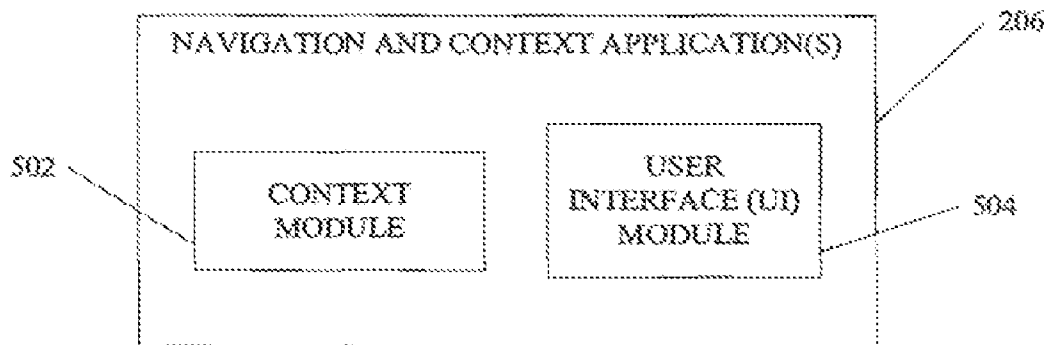 NAVIGATION AND CONTEXT APPLICATION(S)
206
502
CONTEXT
MODULE
USER
INTERFACE (UI)
MODULE
504